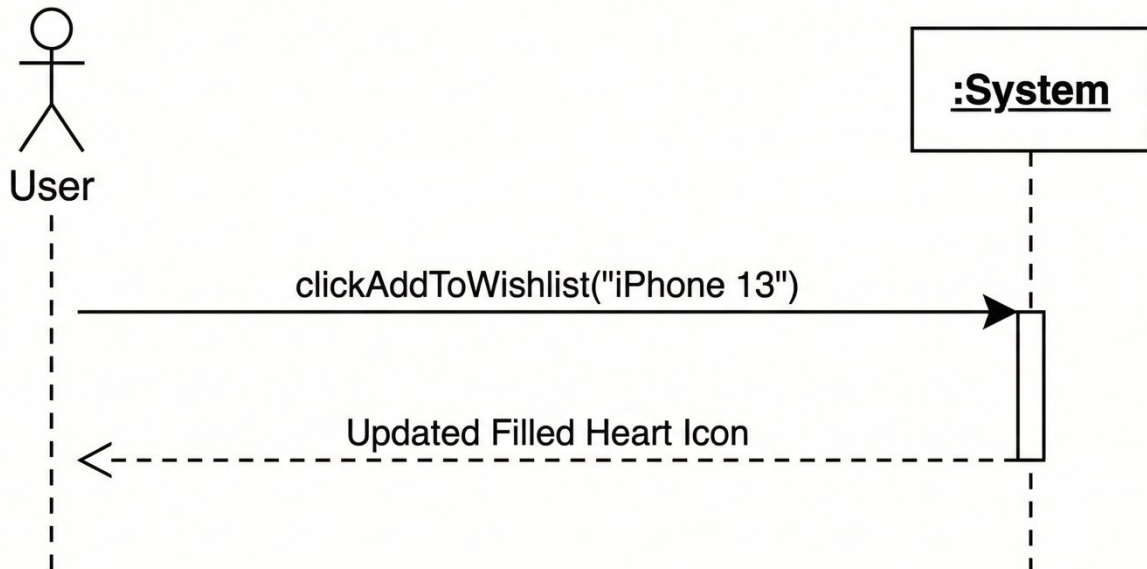 :System
User
clickAddToWishlist("iPhone 13")
Updated Filled Heart Icon